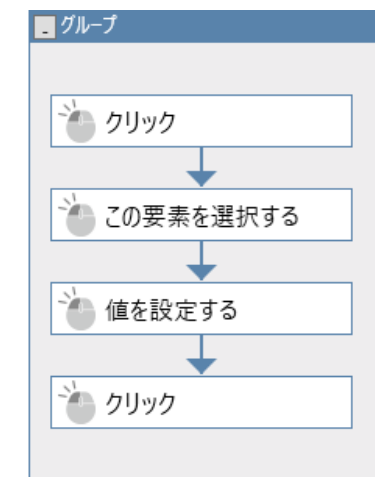 グループ
クリック
この要素を選択する
値を設定する
クリック